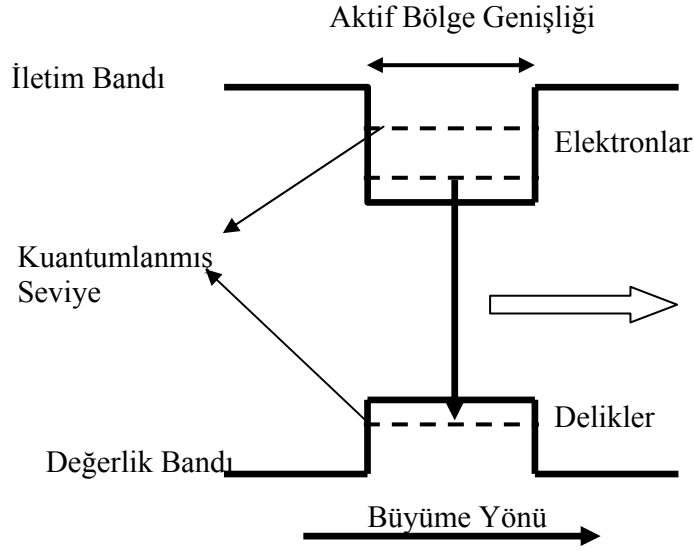 Aktif Bölge Genişliği
İletim Bandı
Elektronlar
Kuantumlanmış
Seviye
Delikler
Değerlik Bandı
Büyüme Yönü